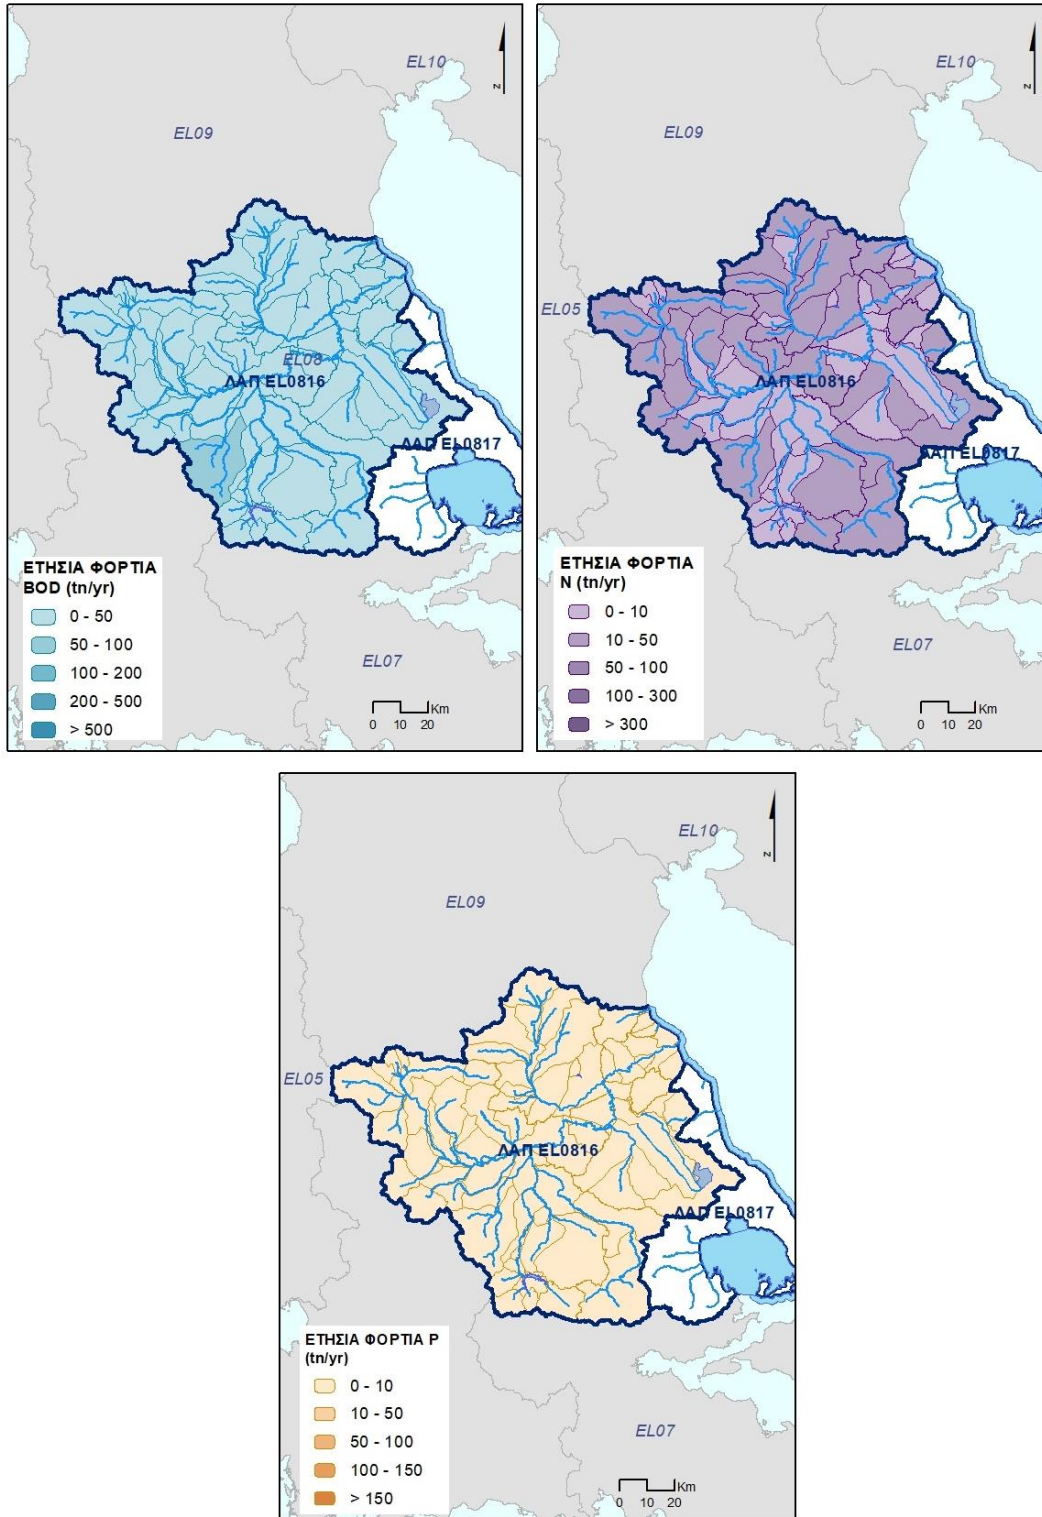 EL10
EL09
EL08
ΛΑΠ EL0816
ΛΑΠ EL0817
EL07
N
ΕΤΗΣΙΑ ΦΟΡΤΙΑ
BOD (tn/yr)
0 - 50
50 - 100
100 - 200
200 - 500
> 500
Km
0 10 20
EL10
EL09
EL05
ΛΑΠ EL0816
ΛΑΠ EL0817
EL07
N
ΕΤΗΣΙΑ ΦΟΡΤΙΑ
N (tn/yr)
0 - 10
10 - 50
50 - 100
100 - 300
> 300
Km
0 10 20
EL10
EL09
EL05
ΛΑΠ EL0816
ΛΑΠ EL0817
EL07
N
ΕΤΗΣΙΑ ΦΟΡΤΙΑ P
(tn/yr)
0 - 10
10 - 50
50 - 100
100 - 150
> 150
Km
0 10 20